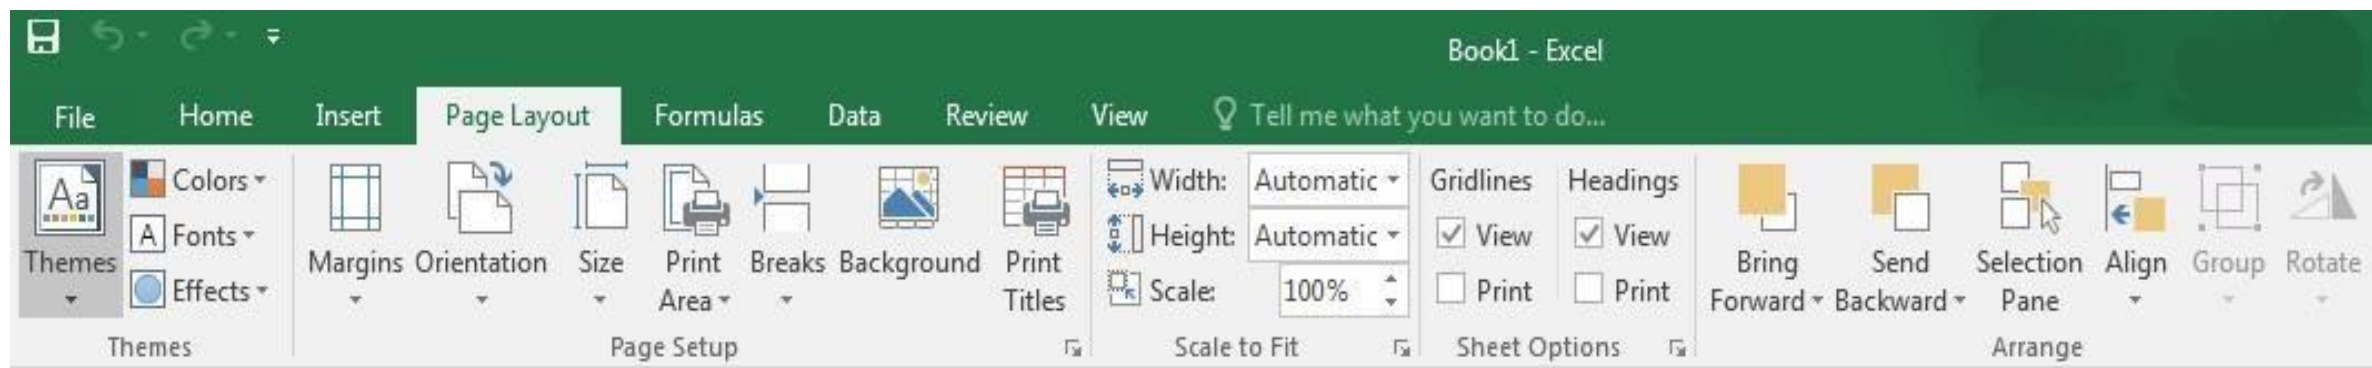 Book1 - Excel
File Home Insert Page Layout Formulas Data Review View Tell me what you want to do...
Aa
Themes
Colors
A Fonts
Effects
Themes
Margins
Orientation
Size
Print
Area
Breaks
Background
Print
Titles
Page Setup
Width: Automatic
Height: Automatic
Scale: 100%
Scale to Fit
Gridlines
View
Print
Headings
View
Print
Sheet Options
Bring
Forward
Send
Backward
Selection
Pane
Align
Group
Rotate
Arrange